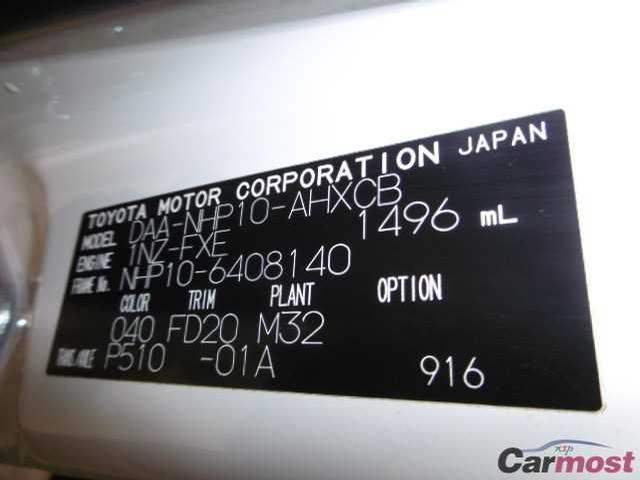 TOYOTA MOTOR CORPORATION JAPAN
MODEL DAA-NHP10-AHXCB
ENGINE 1NZ-FXE 1496 mL
FRAME No. NHP10-6408140
COLOR TRIM PLANT OPTION
040 FD20 M32
TRANS/AXLE P510 -01A 916
Carmost